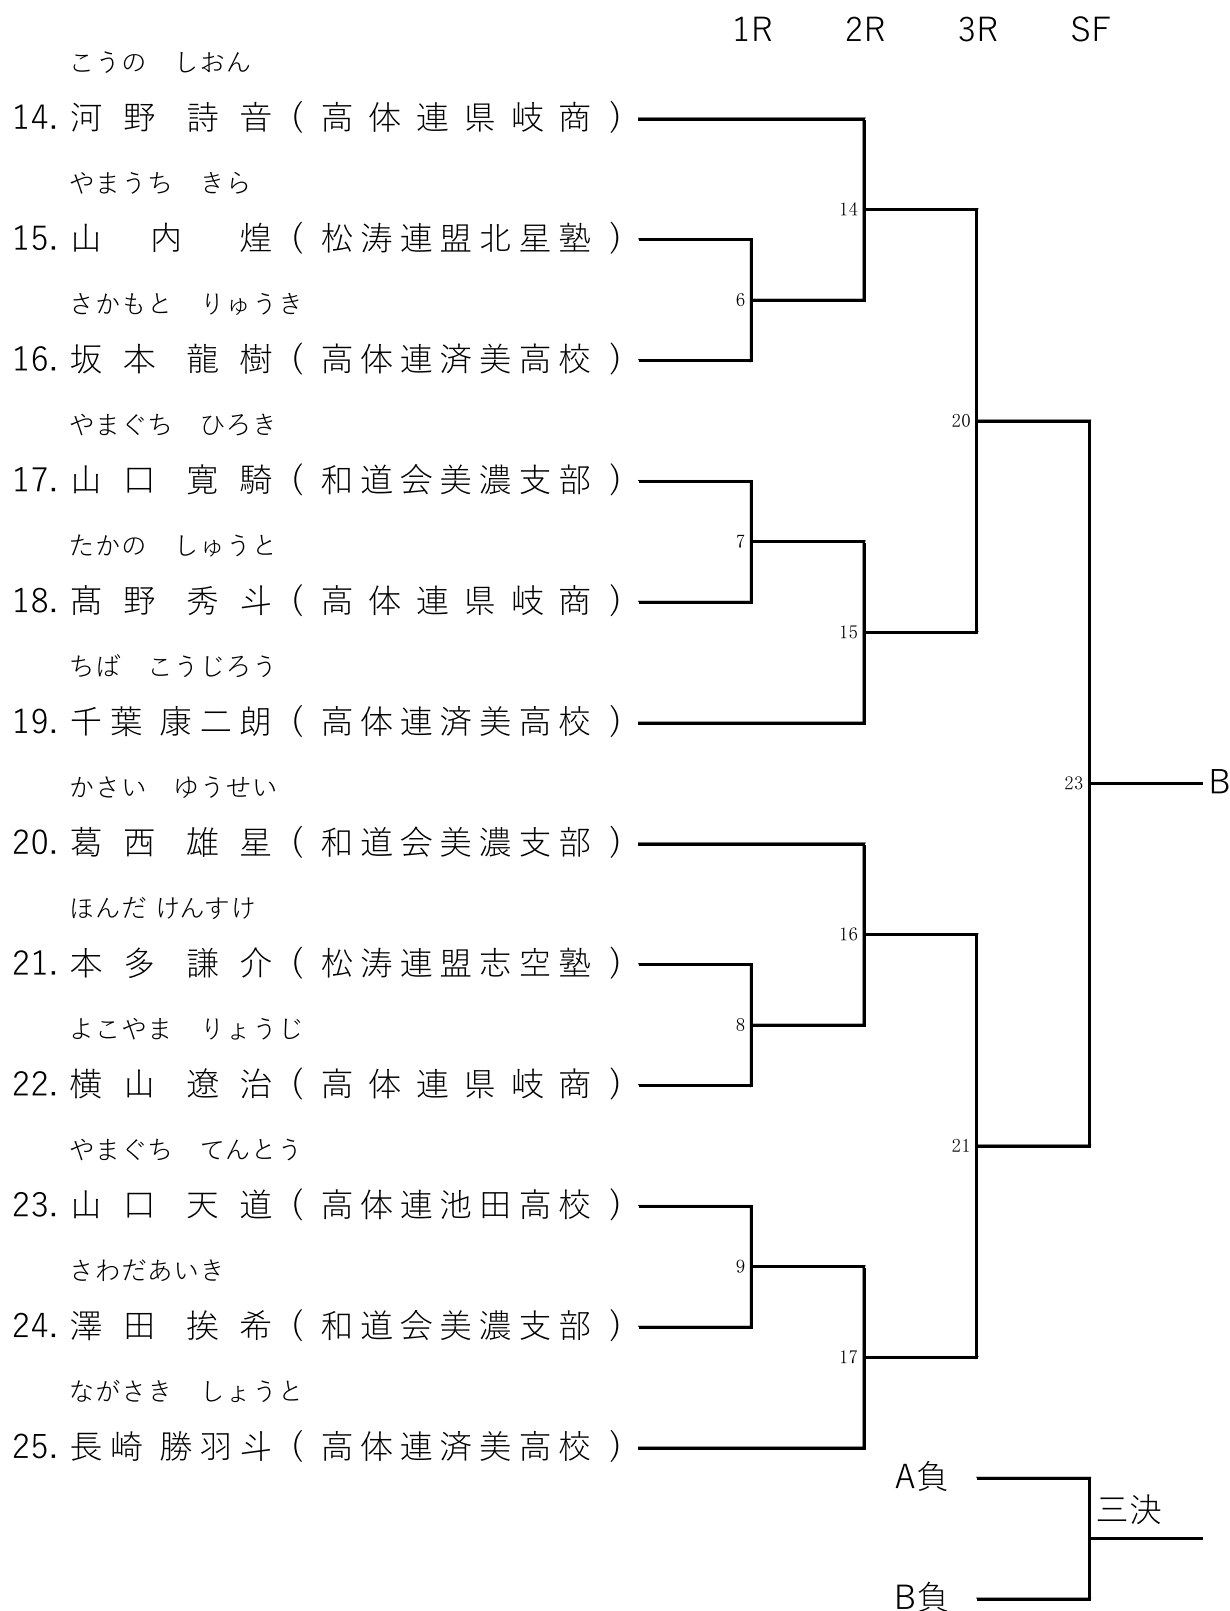 1R 2R 3R SF
こうの しおん
14. 河野 詩音 ( 高体連県岐商 )
やまうち きら
14
15. 山内 煌 ( 松涛連盟北星塾 )
さかもと りゅうき
6
16. 坂本 龍樹 ( 高体連済美高校 )
やまぐち ひろき
20
17. 山口 寛騎 ( 和道会美濃支部 )
たかの しゅうと
7
18. 髙野 秀斗 ( 高体連県岐商 )
15
ちば こうじろう
19. 千葉 康二朗 ( 高体連済美高校 )
かさい ゆうせい
23 B
20. 葛西 雄星 ( 和道会美濃支部 )
ほんだ けんすけ
16
21. 本多 謙介 ( 松涛連盟志空塾 )
よこやま りょうじ
8
22. 横山 遼治 ( 高体連県岐商 )
やまぐち てんとう
21
23. 山口 天道 ( 高体連池田高校 )
さわだあいき
9
24. 澤田 挨希 ( 和道会美濃支部 )
17
ながさき しょうと
25. 長崎 勝羽斗 ( 高体連済美高校 )
A負
三決
B負